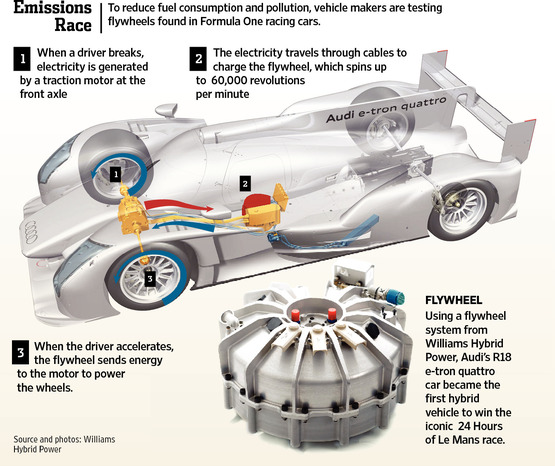 Emissions
Race
To reduce fuel consumption and pollution, vehicle makers are testing
flywheels found in Formula One racing cars.
1
When a driver breaks,
electricity is generated
by a traction motor at the
front axle
2
The electricity travels through cables to
charge the flywheel, which spins up
to 60,000 revolutions
per minute
Audi e-tron quattro
1
2
3
3
When the driver accelerates,
the flywheel sends energy
to the motor to power
the wheels.
FLYWHEEL
Using a flywheel
system from
Williams Hybrid
Power, Audi's R18
e-tron quattro
car became the
first hybrid
vehicle to win the
iconic 24 Hours
of Le Mans race.
Source and photos: Williams
Hybrid Power